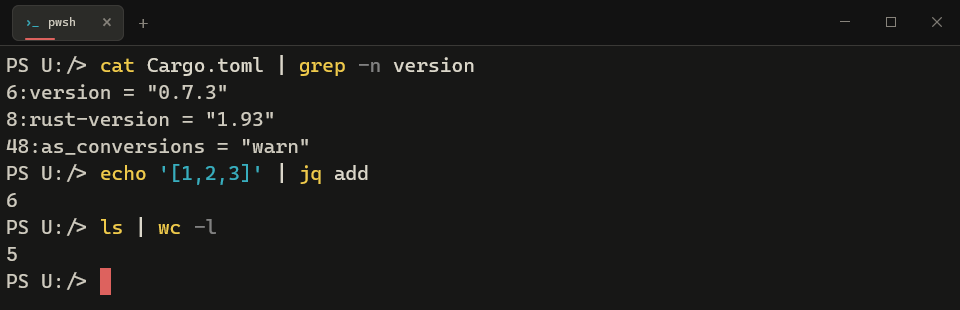 pwsh
PS U:/> cat Cargo.toml | grep -n version
6:version = "0.7.3"
8:rust-version = "1.93"
48:as_conversions = "warn"
PS U:/> echo '[1,2,3]' | jq add
6
PS U:/> ls | wc -l
5
PS U:/>